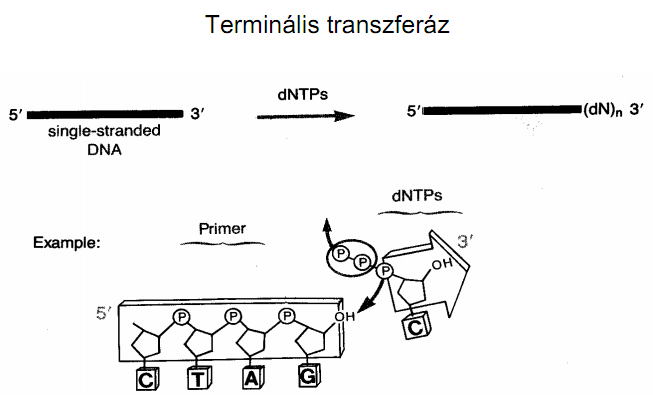 Terminális transzferáz
dNTPs
5' 3' 5' (dN)n 3'
single-stranded
DNA
dNTPs
Example: Primer
3'
P P P OH
5' P P P OH
C
C T A G